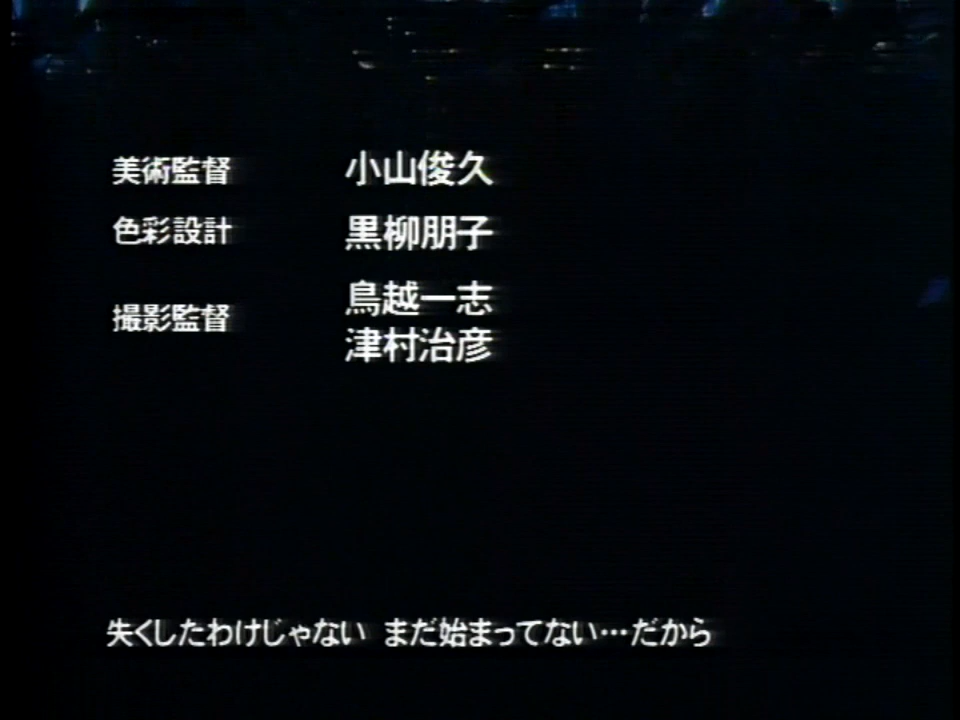 美術監督 小山俊久
色彩設計 黒柳朋子
撮影監督 鳥越一志
津村治彦
失くしたわけじゃない まだ始まってない…だから